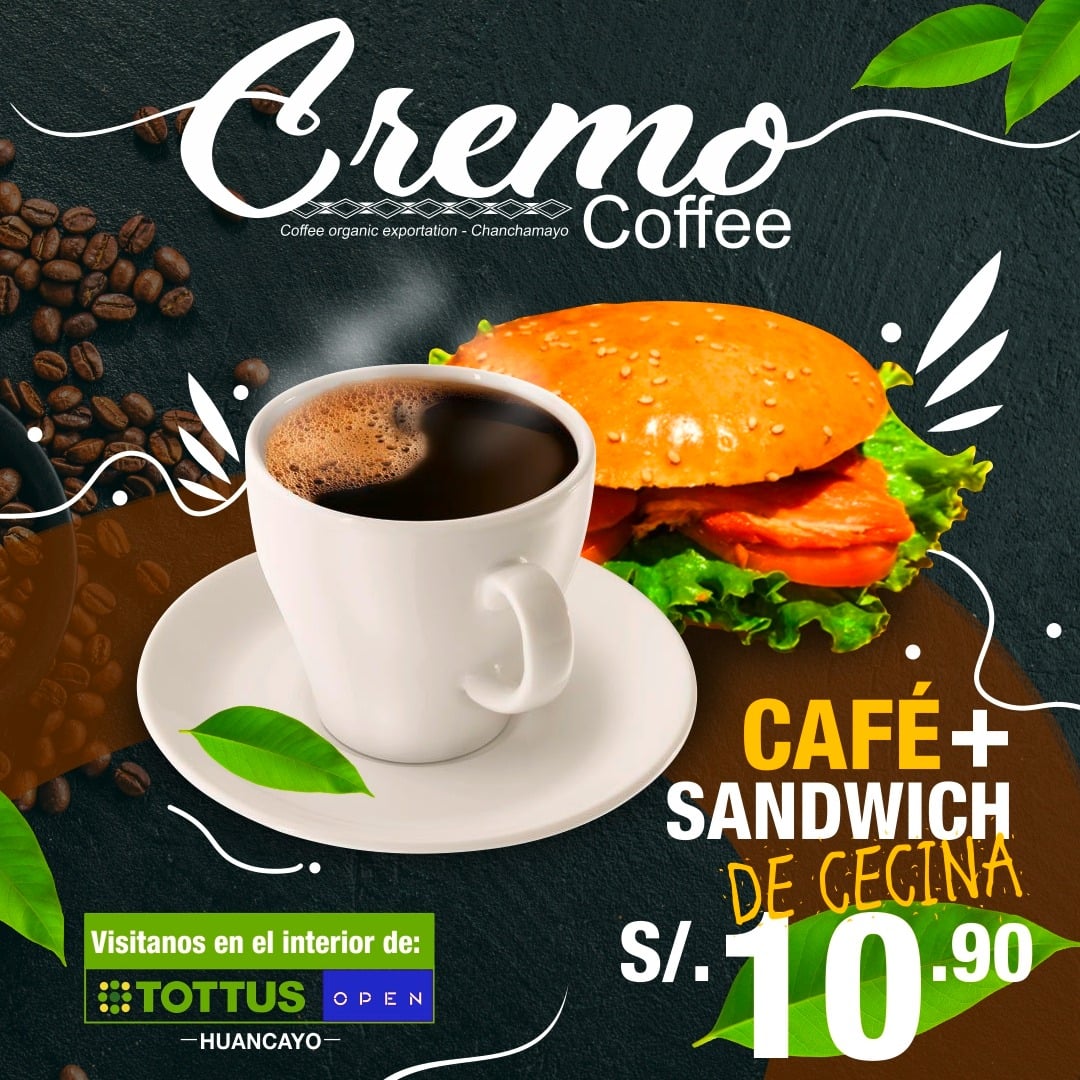 Cremo
Coffee organic exportation - Chanchamayo
Coffee
CAFÉ+
SANDWICH
DE CECINA
S/. 10.90
Visitanos en el interior de:
TOTTUS OPEN
HUANCAYO